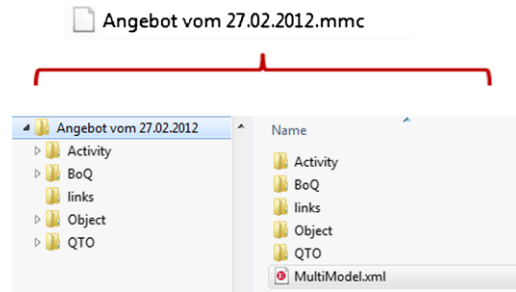 Angebot vom 27.02.2012.mmc
Angebot vom 27.02.2012
Activity
BoQ
links
Object
QTO
Name
Activity
BoQ
links
Object
QTO
MultiModel.xml